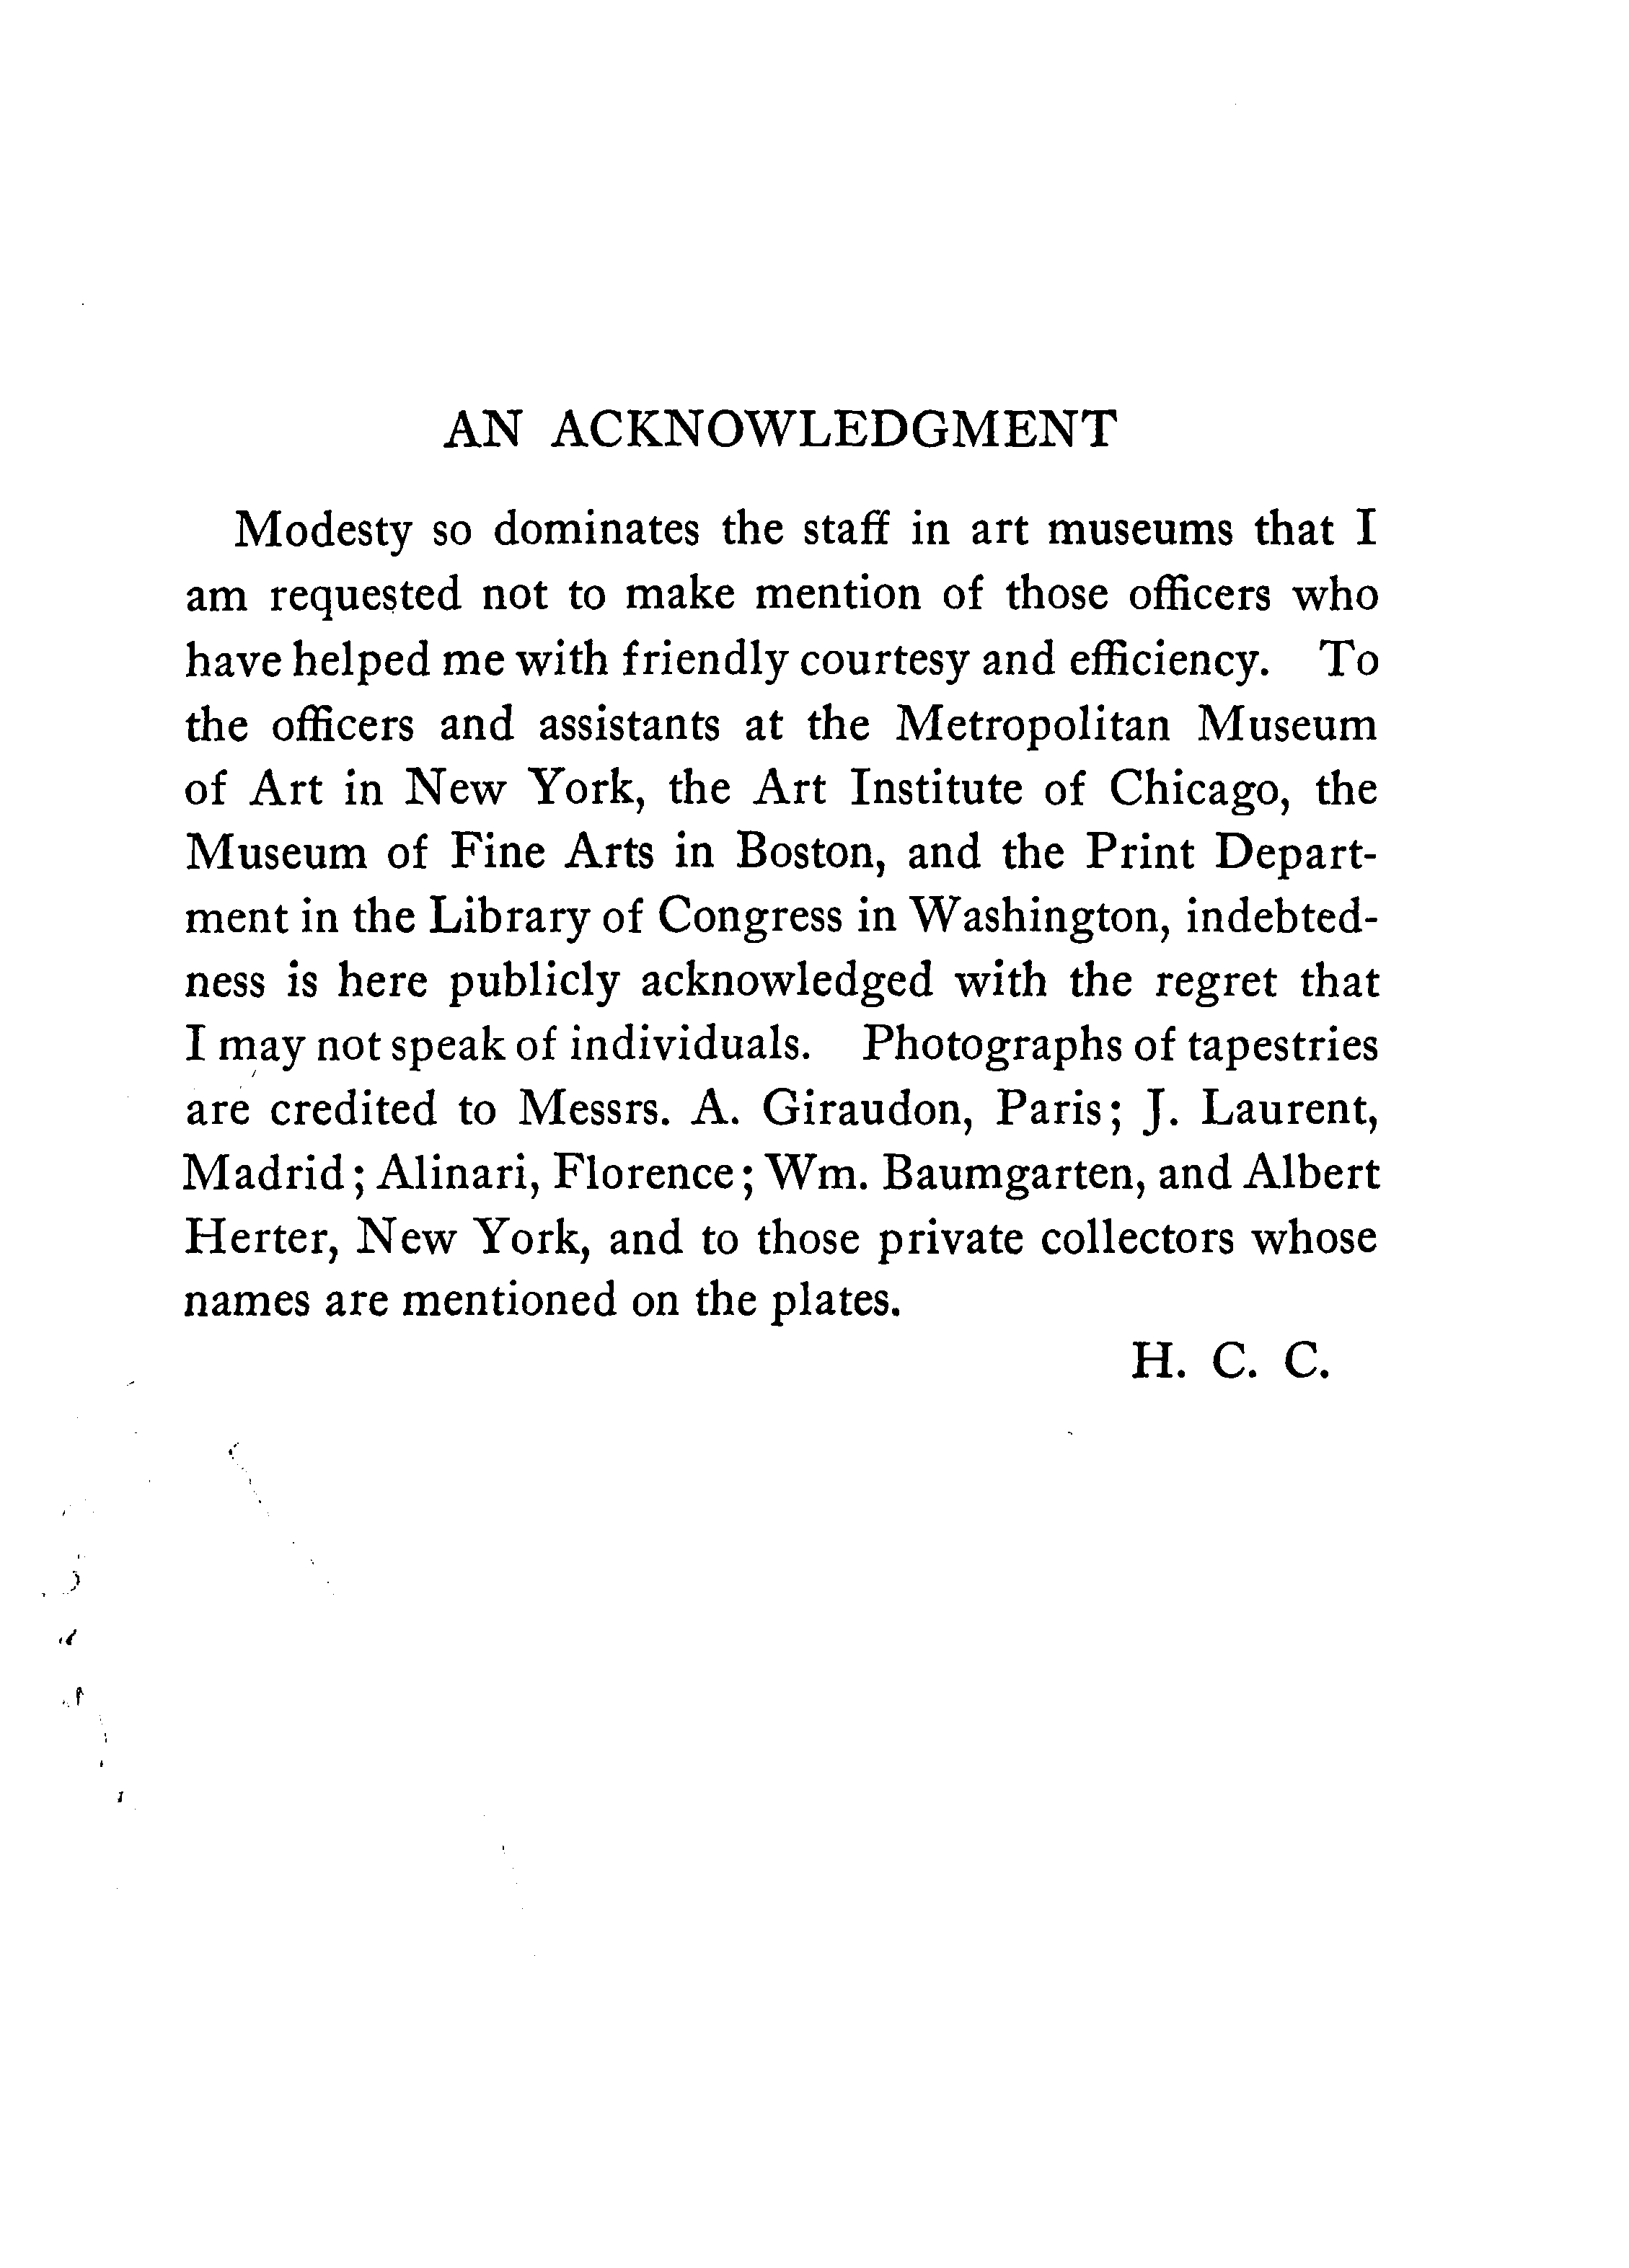 AN ACKNOWLEDGMENT
Modesty so dominates the staff in art museums that I
am requested not to make mention of those officers who
have helped me with friendly courtesy and efficiency. To
the officers and assistants at the Metropolitan Museum
of Art in New York, the Art Institute of Chicago, the
Museum of Fine Arts in Boston, and the Print Depart-
ment in the Library of Congress in Washington, indebted-
ness is here publicly acknowledged with the regret that
I may not speak of individuals. Photographs of tapestries
are credited to Messrs. A. Giraudon, Paris; J. Laurent,
Madrid; Alinari, Florence; Wm. Baumgarten, and Albert
Herter, New York, and to those private collectors whose
names are mentioned on the plates.
H. C. C.